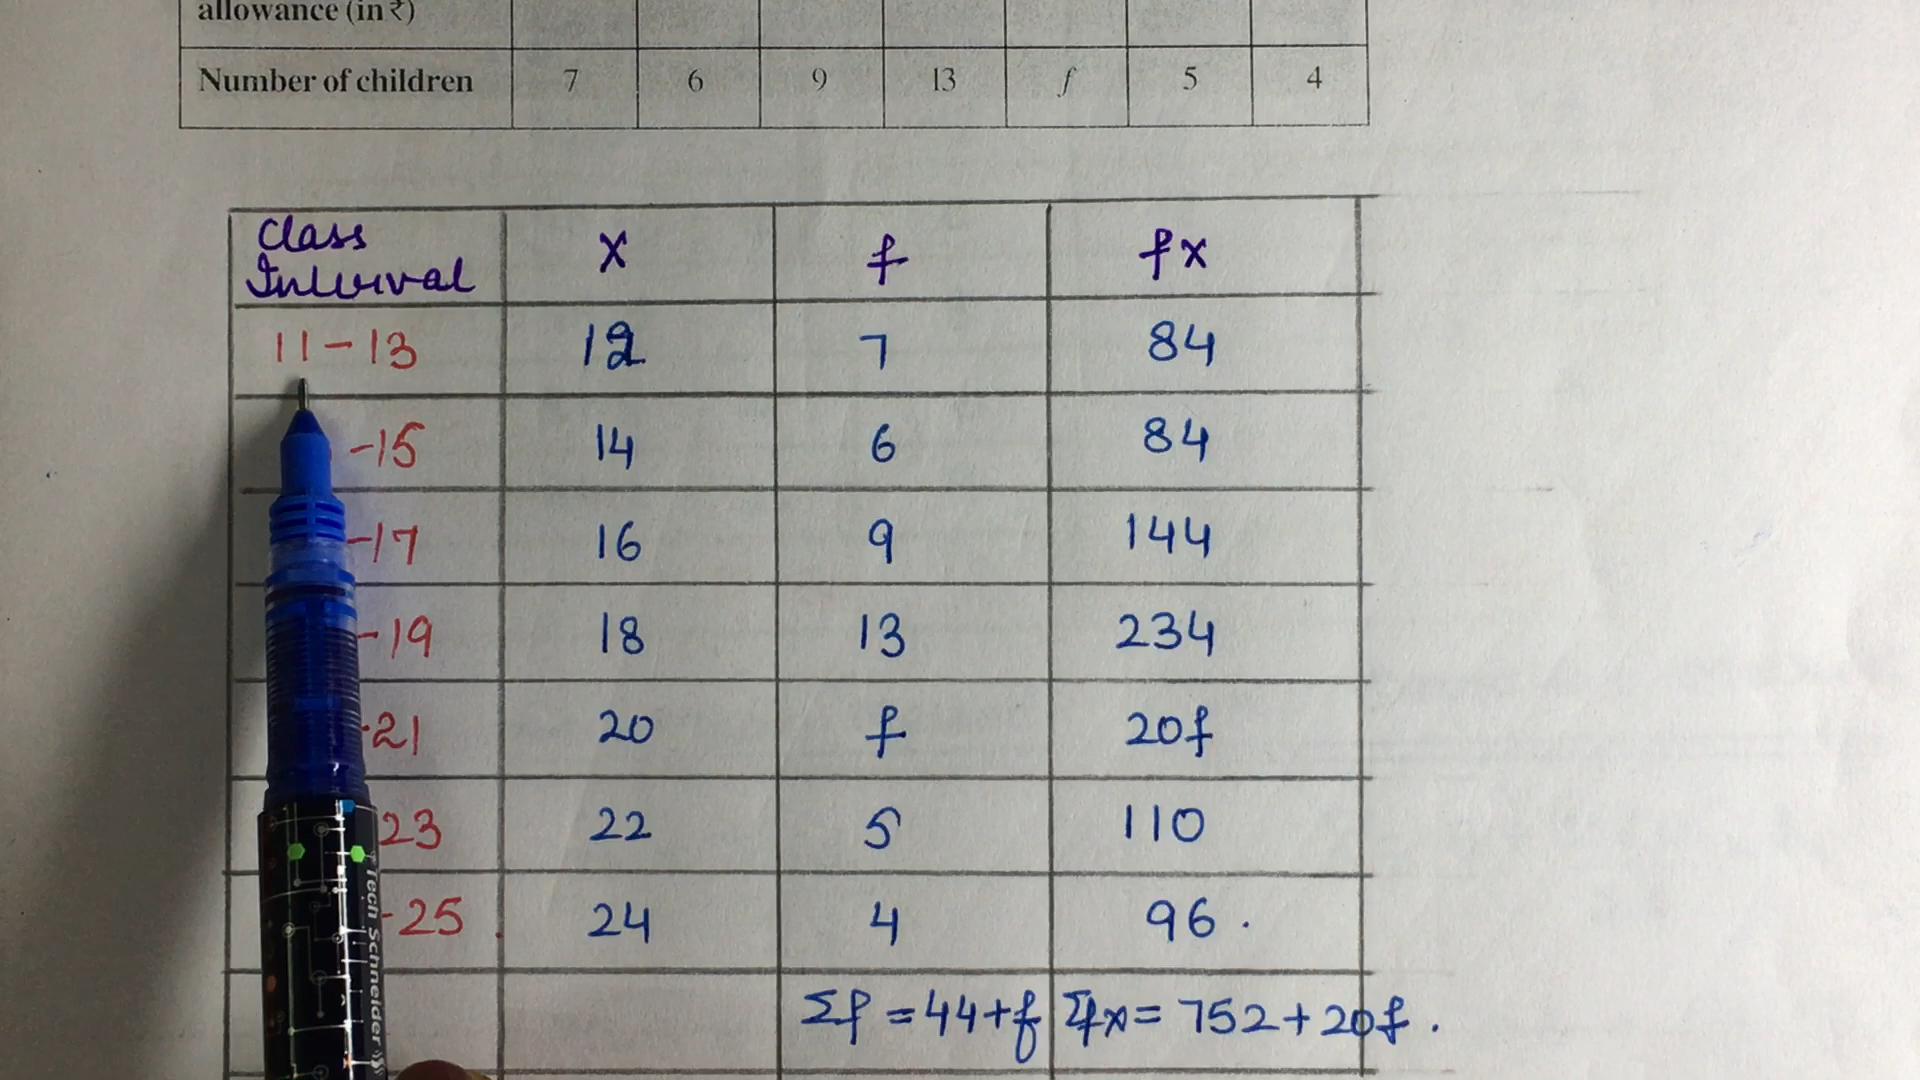 allowance (in ₹)
Number of children 7 6 9 13 f 5 4
Class Interval X f fx
11-13 12 7 84
-15 14 6 84
-17 16 9 144
-19 18 13 234
-21 20 f 20f
23 22 5 110
-25 24 4 96.
Σf = 44+f Σfx = 752+20f.
Tech Schneider